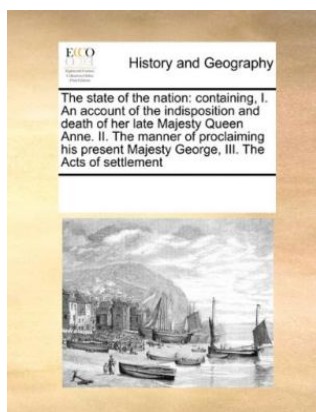 ECCO
History and Geography
The state of the nation: containing, I.
An account of the indisposition and
death of her late Majesty Queen
Anne. II. The manner of proclaiming
his present Majesty George, III. The
Acts of settlement